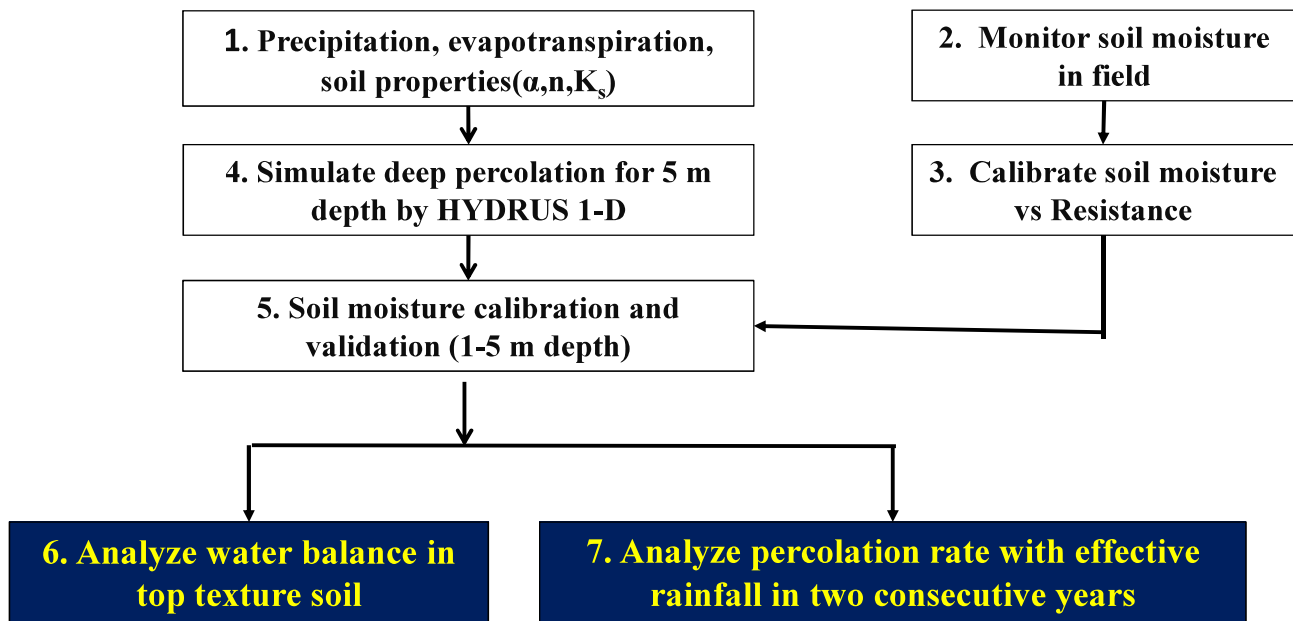 1. Precipitation, evapotranspiration,
soil properties(α,n,Ks)
2. Monitor soil moisture
in field
4. Simulate deep percolation for 5 m
depth by HYDRUS 1-D
3. Calibrate soil moisture
vs Resistance
5. Soil moisture calibration and
validation (1-5 m depth)
6. Analyze water balance in
top texture soil
7. Analyze percolation rate with effective
rainfall in two consecutive years